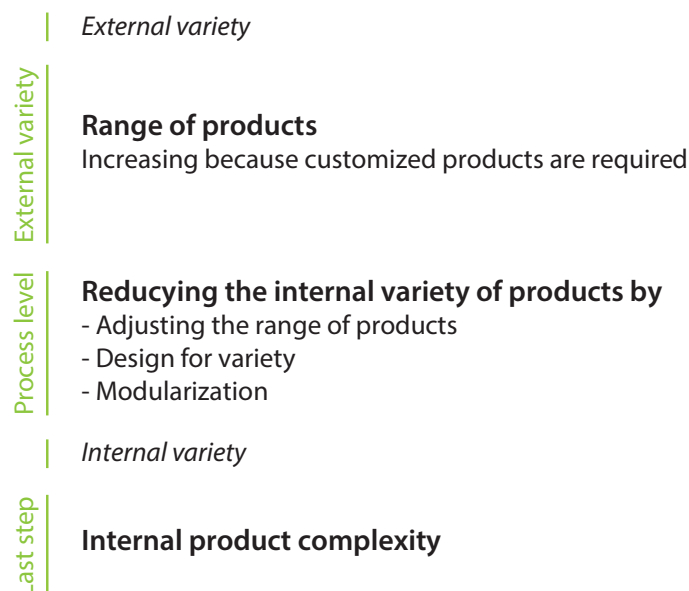 External variety
External variety
Range of products
Increasing because customized products are required
Process level
Reducying the internal variety of products by
- Adjusting the range of products
- Design for variety
- Modularization
Internal variety
Last step
Internal product complexity